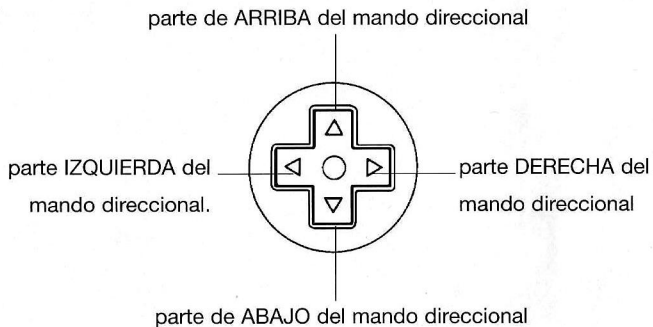 parte de ARRIBA del mando direccional
parte IZQUIERDA del
mando direccional.
parte DERECHA del
mando direccional
parte de ABAJO del mando direccional